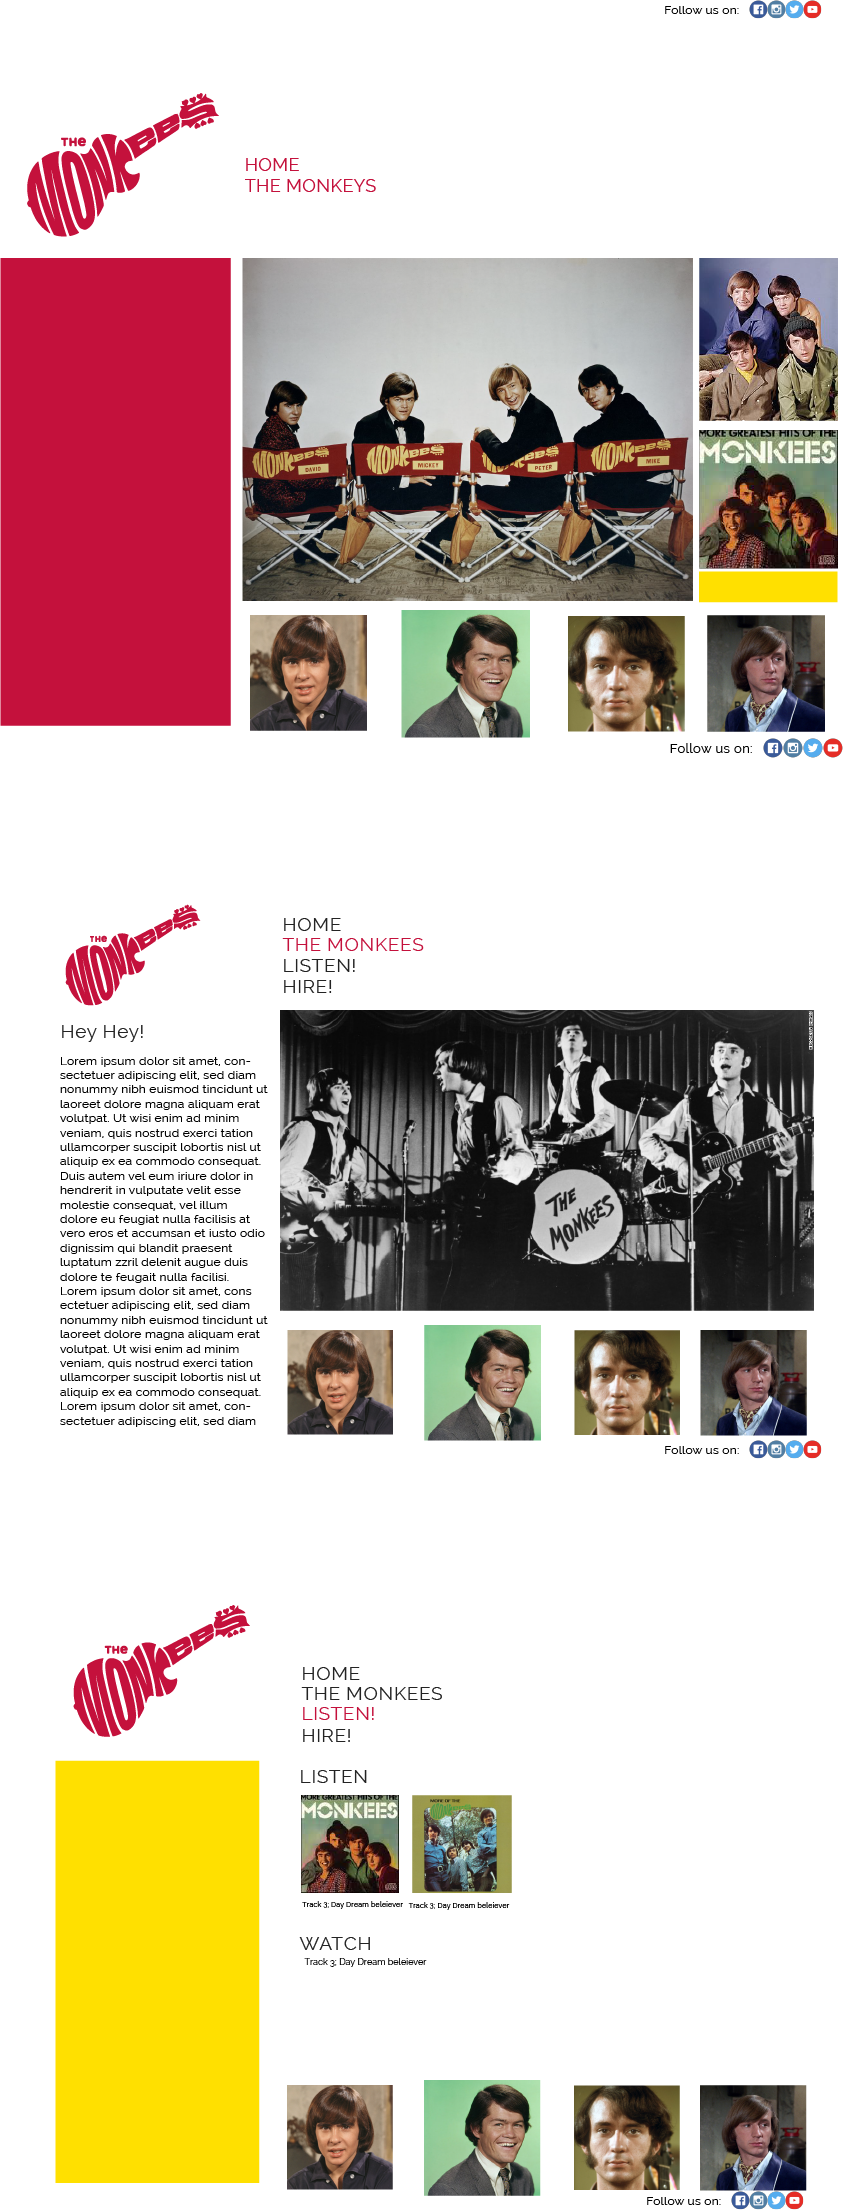 Follow us on:
THE
MONKEES
HOME
THE MONKEYS
MONKEES
DAVID
MONKEES
MICKEY
MONKEES
PETER
MONKEES
MIKE
MORE GREATEST HITS OF THE
MONKEES
Follow us on:
THE
MONKEES
HOME
THE MONKEES
LISTEN!
HIRE!
Hey Hey!
Lorem ipsum dolor sit amet, con-
sectetuer adipiscing elit, sed diam
nonummy nibh euismod tincidunt ut
laoreet dolore magna aliquam erat
volutpat. Ut wisi enim ad minim
veniam, quis nostrud exerci tation
ullamcorper suscipit lobortis nisl ut
aliquip ex ea commodo consequat.
Duis autem vel eum iriure dolor in
hendrerit in vulputate velit esse
molestie consequat, vel illum
dolore eu feugiat nulla facilisis at
vero eros et accumsan et iusto odio
dignissim qui blandit praesent
luptatum zzril delenit augue duis
dolore te feugait nulla facilisi.
Lorem ipsum dolor sit amet, cons
ectetuer adipiscing elit, sed diam
nonummy nibh euismod tincidunt ut
laoreet dolore magna aliquam erat
volutpat. Ut wisi enim ad minim
veniam, quis nostrud exerci tation
ullamcorper suscipit lobortis nisl ut
aliquip ex ea commodo consequat.
Lorem ipsum dolor sit amet, con-
sectetuer adipiscing elit, sed diam
THE
MONKEES
Follow us on:
THE
MONKEES
HOME
THE MONKEES
LISTEN!
HIRE!
LISTEN
MORE GREATEST HITS OF THE
MONKEES
MORE OF THE
MONKEES
Track 3; Day Dream beleiever
Track 3; Day Dream beleiever
WATCH
Track 3; Day Dream beleiever
Follow us on: